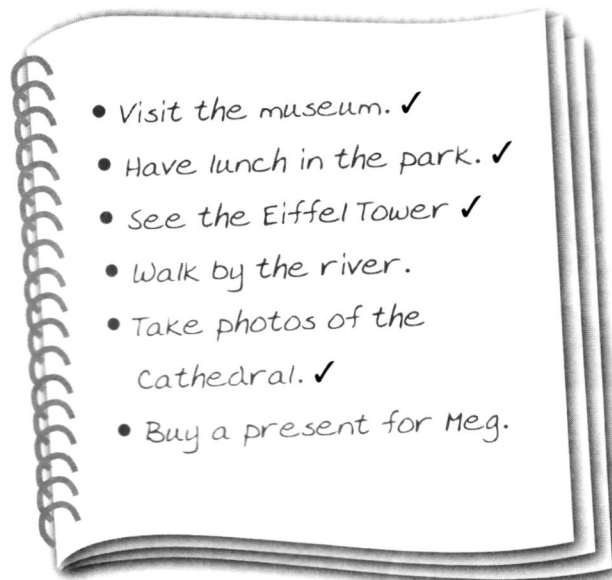 • Visit the museum. ✓
• Have lunch in the park. ✓
• See the Eiffel Tower ✓
• Walk by the river.
• Take photos of the
Cathedral. ✓
• Buy a present for Meg.